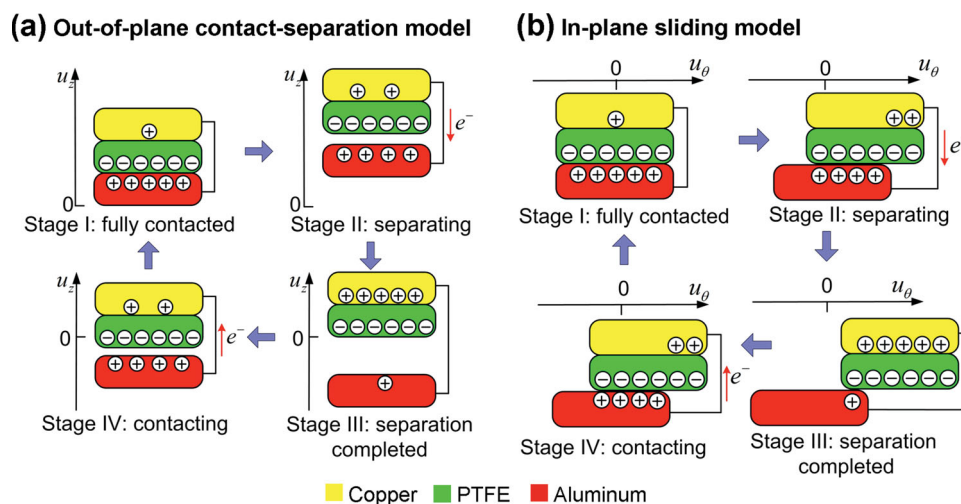 (a) Out-of-plane contact-separation model
(b) In-plane sliding model
u_z
0
+
− − − − − −
+ + + + +
Stage I: fully contacted
u_z
0
+ +
− − − − − −
+ + + +
e⁻
Stage II: separating
0
u_θ
+
− − − − − −
+ + + + +
Stage I: fully contacted
0
u_θ
+ +
− − − − − −
+ + + +
e
Stage II: separating
u_z
0
+ +
− − − − − −
+ + + +
e⁻
Stage IV: contacting
u_z
0
+ + + + +
− − − − − −
+
Stage III: separation
completed
0
u_θ
+ +
− − − − − −
+ + + +
e⁻
Stage IV: contacting
0
u_θ
+ + + + +
− − − − − −
+
Stage III: separation
completed
Copper PTFE Aluminum